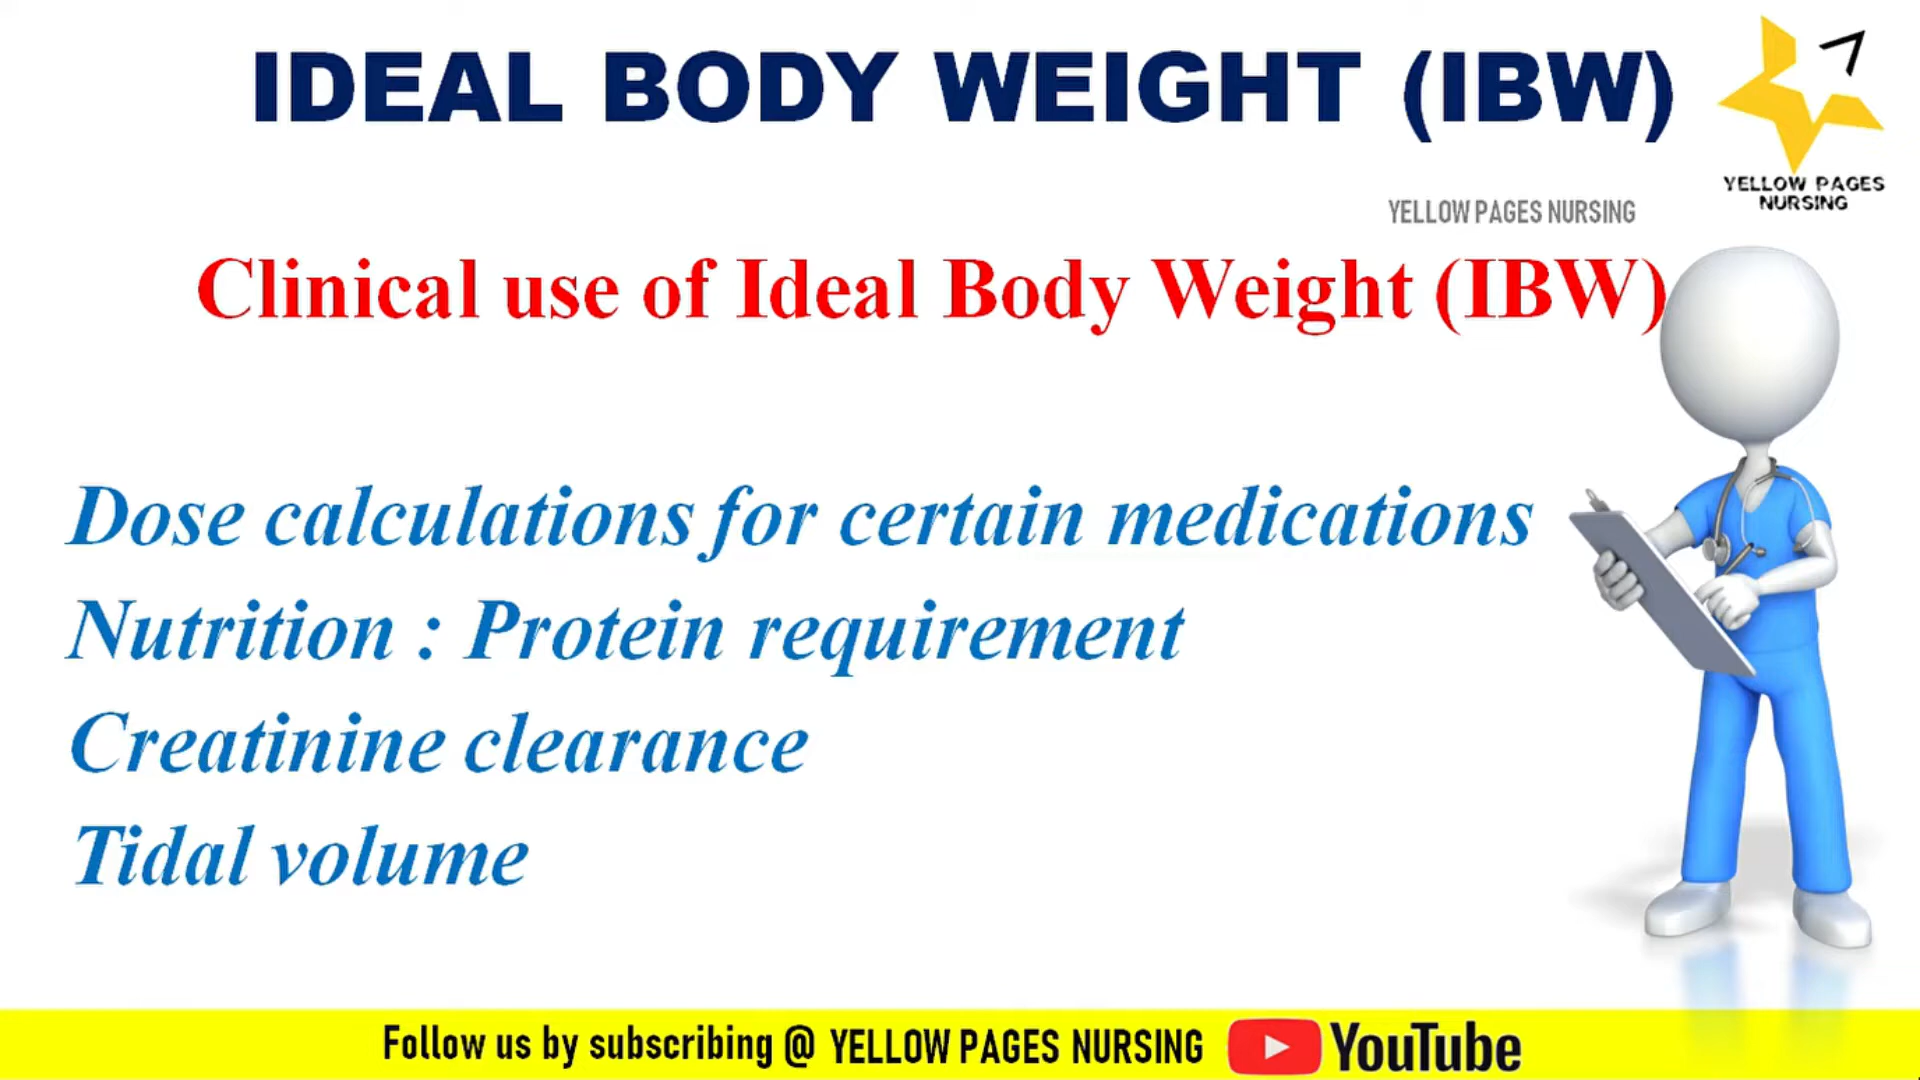 IDEAL BODY WEIGHT (IBW)
YELLOW PAGES
NURSING
YELLOW PAGES NURSING
Clinical use of Ideal Body Weight (IBW)
Dose calculations for certain medications
Nutrition : Protein requirement
Creatinine clearance
Tidal volume
Follow us by subscribing @ YELLOW PAGES NURSING YouTube